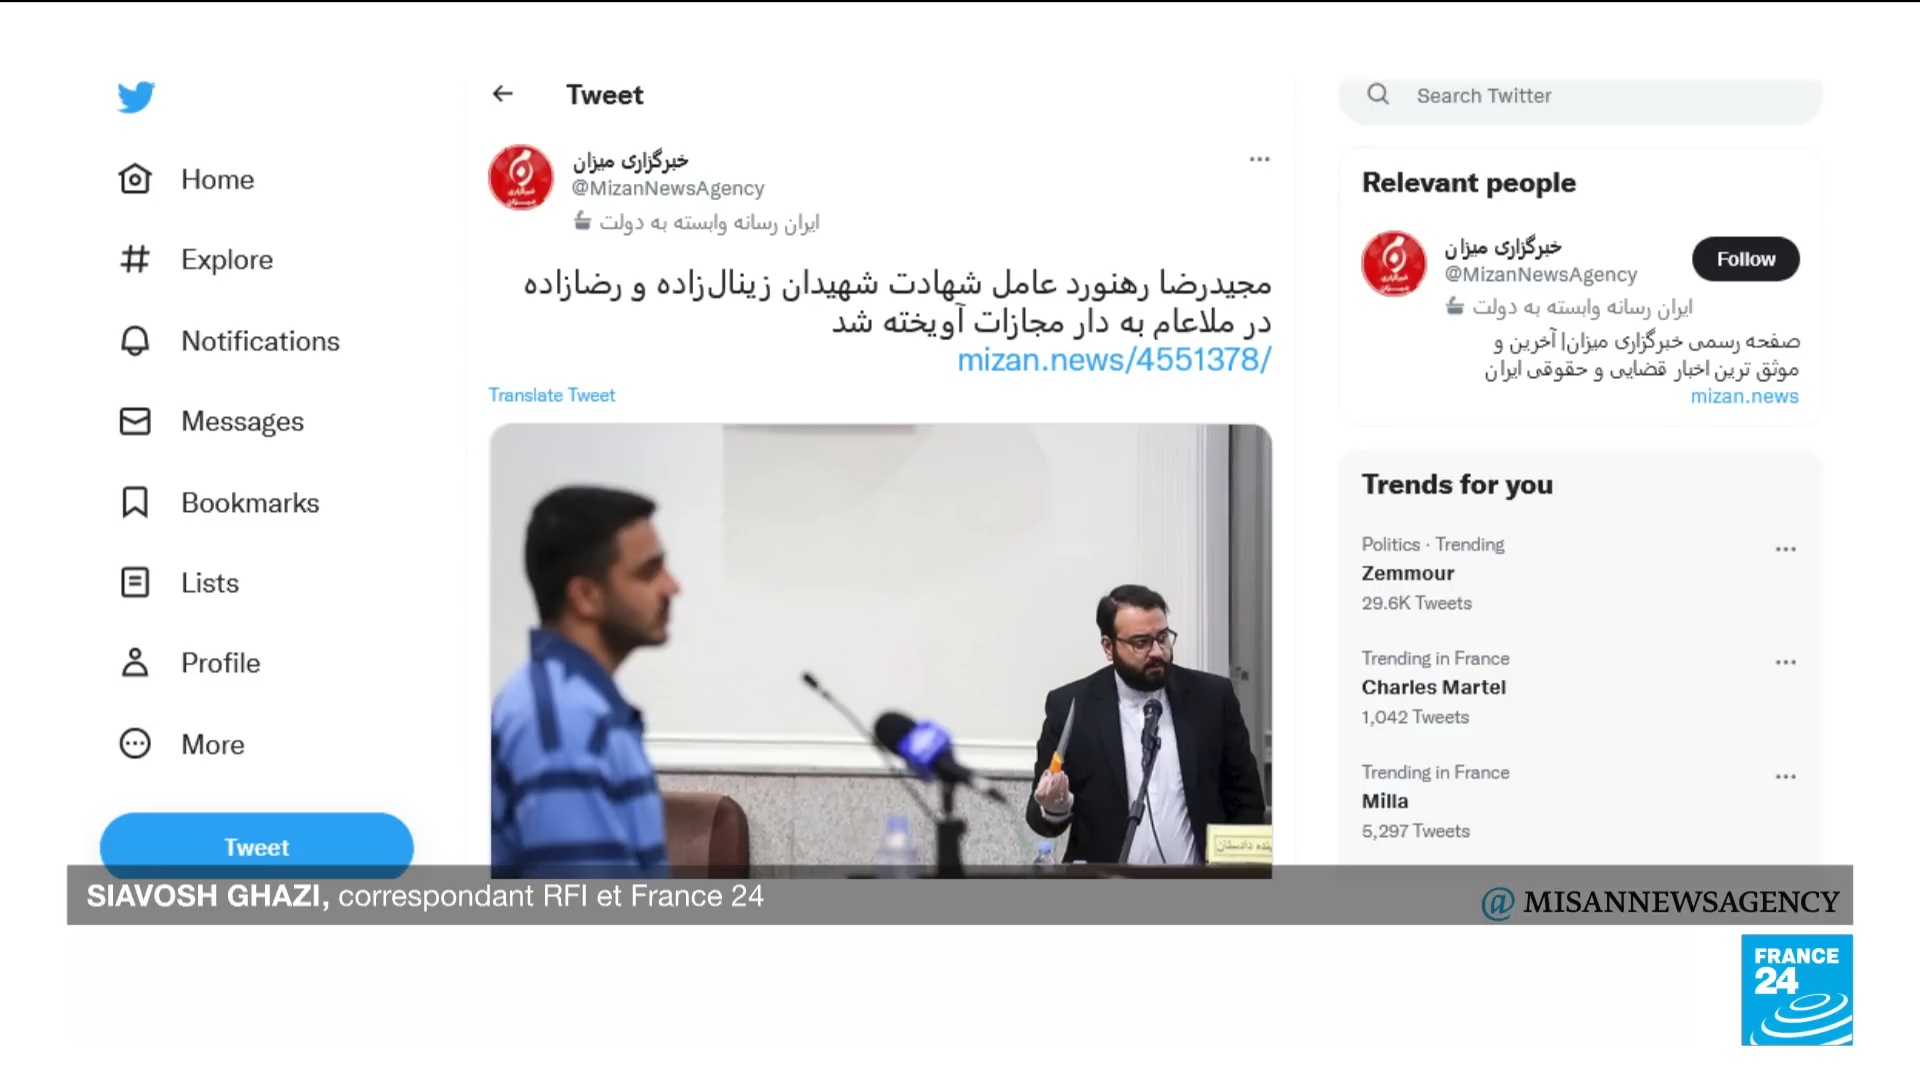 Home
Explore
Notifications
Messages
Bookmarks
Lists
Profile
More
Tweet
Tweet
خبرگزاری میزان
@MizanNewsAgency
ایران رسانه وابسته به دولت
مجیدرضا رهنورد عامل شهادت شهیدان زینال‌زاده و رضازاده
در ملاعام به دار مجازات آویخته شد
mizan.news/4551378/
Translate Tweet
Search Twitter
Relevant people
خبرگزاری میزان
@MizanNewsAgency
Follow
ایران رسانه وابسته به دولت
صفحه رسمی خبرگزاری میزان| آخرین و
موثق ترین اخبار قضایی و حقوقی ایران
mizan.news
Trends for you
Politics · Trending
Zemmour
29.6K Tweets
Trending in France
Charles Martel
1,042 Tweets
Trending in France
Milla
5,297 Tweets
SIAVOSH GHAZI, correspondant RFI et France 24
@ MISANNEWSAGENCY
FRANCE
24